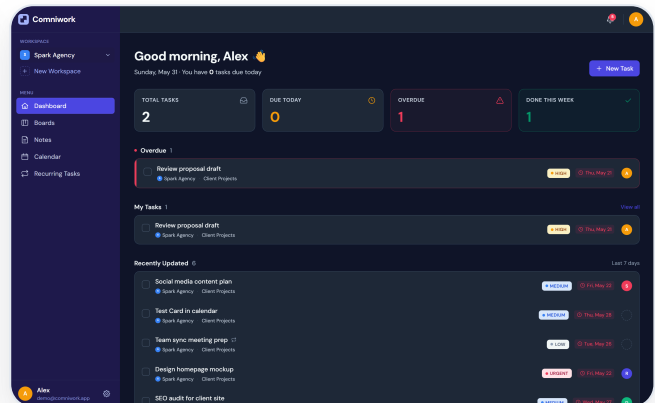 Comniwork
WORKSPACE
S Spark Agency
+ New Workspace
MENU
Dashboard
Boards
Notes
Calendar
Recurring Tasks
A Alex
demo@comniwork.app
A
Good morning, Alex 👋
Sunday, May 31 · You have 0 tasks due today
+ New Task
TOTAL TASKS
2
DUE TODAY
0
OVERDUE
1
DONE THIS WEEK
1
Overdue 1
Review proposal draft
Spark Agency Client Projects
HIGH Thu, May 21 A
My Tasks 1
View all
Review proposal draft
Spark Agency Client Projects
HIGH Thu, May 21 A
Recently Updated 6
Last 7 days
Social media content plan
Spark Agency Client Projects
MEDIUM Fri, May 22 S
Test Card in calendar
Spark Agency Client Projects
MEDIUM Thu, May 28
Team sync meeting prep
Spark Agency Client Projects
LOW Tue, May 26
Design homepage mockup
Spark Agency Client Projects
URGENT Fri, May 22
SEO audit for client site
MEDIUM Wed, May 27